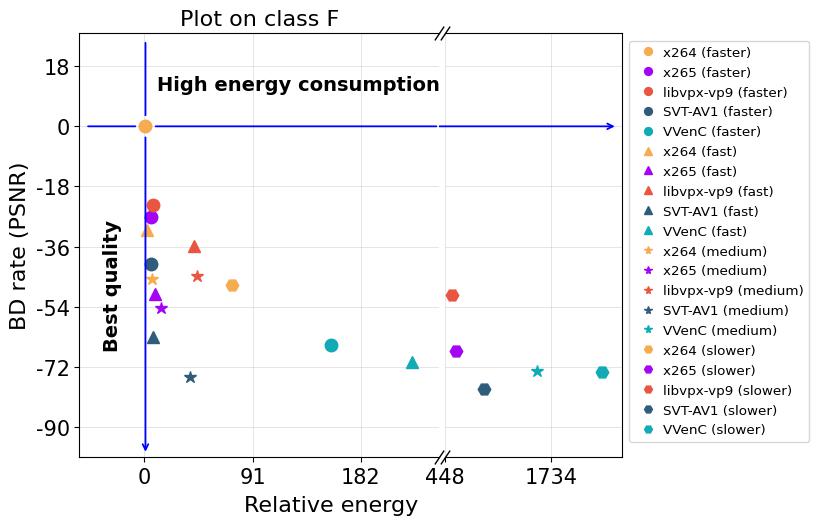 Plot on class F
High energy consumption
Best quality
BD rate (PSNR)
18
0
-18
-36
-54
-72
-90
0 91 182 448 1734
Relative energy
x264 (faster)
x265 (faster)
libvpx-vp9 (faster)
SVT-AV1 (faster)
VVenC (faster)
x264 (fast)
x265 (fast)
libvpx-vp9 (fast)
SVT-AV1 (fast)
VVenC (fast)
x264 (medium)
x265 (medium)
libvpx-vp9 (medium)
SVT-AV1 (medium)
VVenC (medium)
x264 (slower)
x265 (slower)
libvpx-vp9 (slower)
SVT-AV1 (slower)
VVenC (slower)